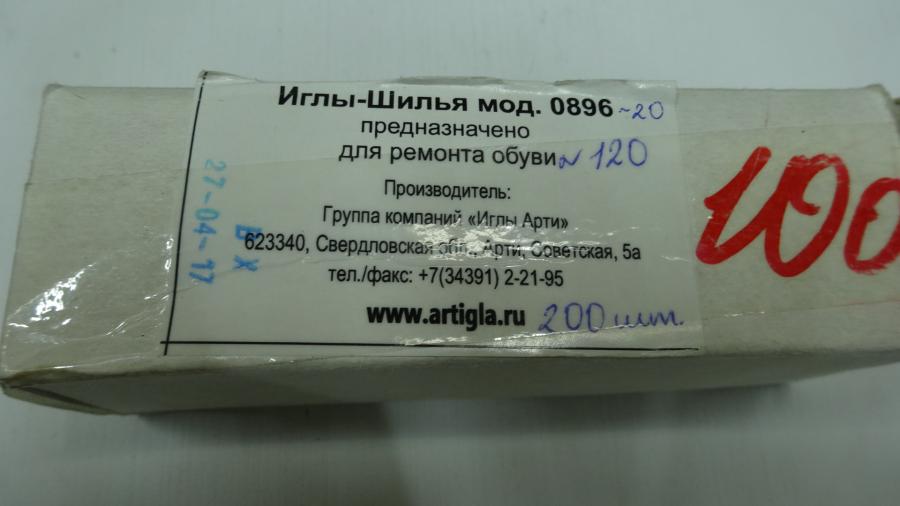 Иглы-Шилья мод. 0896 -20
предназначено
для ремонта обуви № 120
Производитель:
Группа компаний «Иглы Арти»
623340, Свердловская обл., Арти, Советская, 5а
тел./факс: +7(34391) 2-21-95
www.artigla.ru 200 шт.
27-04-17
ВХ
100